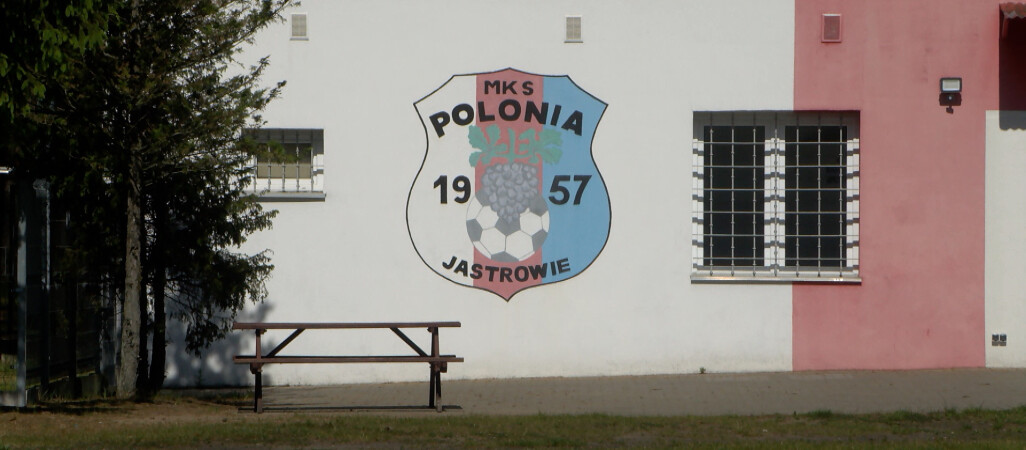 MKS
POLONIA
19 57
JASTROWIE